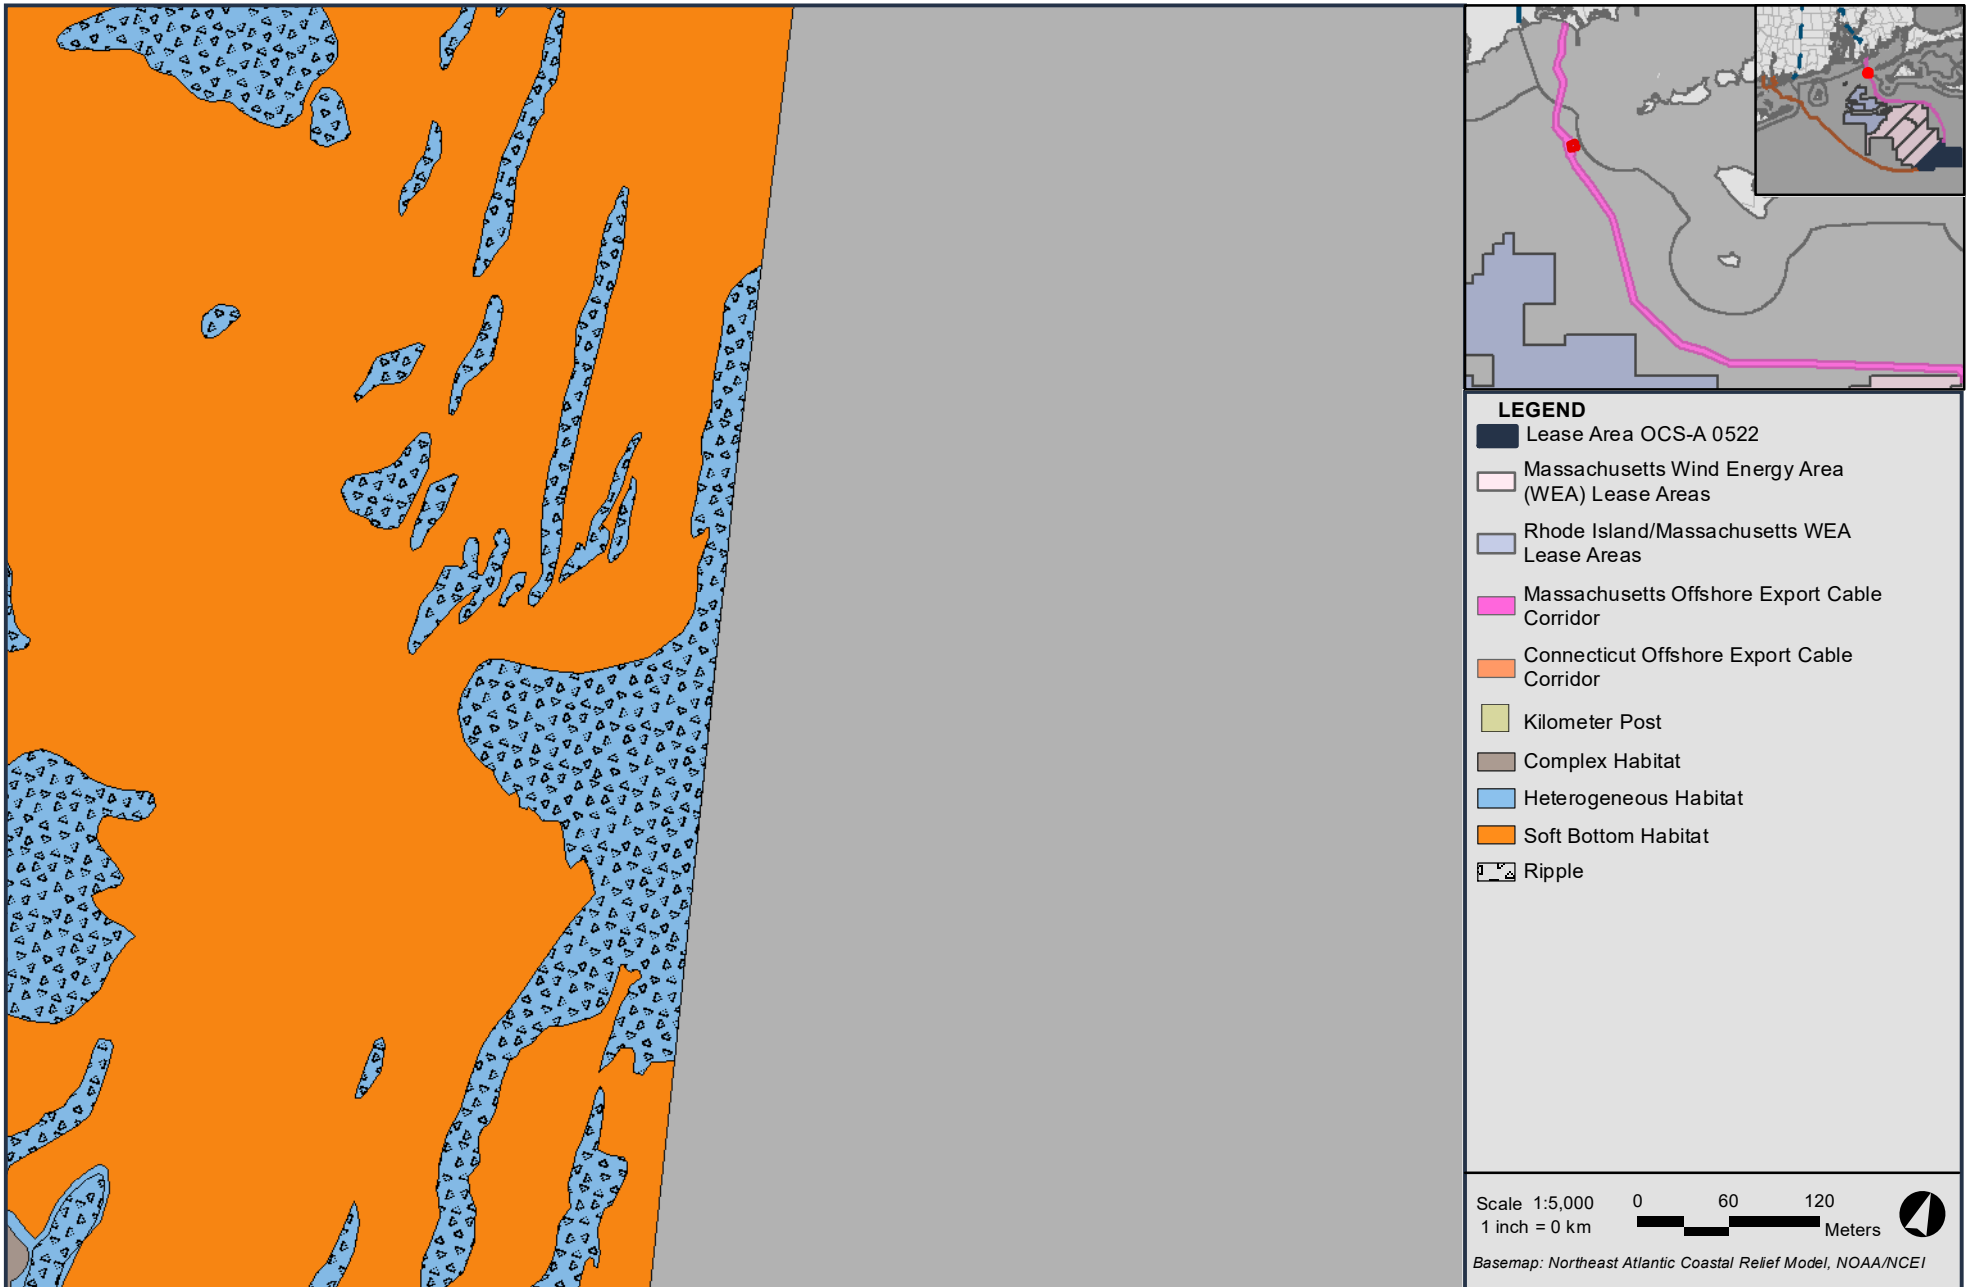 LEGEND
Lease Area OCS-A 0522
Massachusetts Wind Energy Area
(WEA) Lease Areas
Rhode Island/Massachusetts WEA
Lease Areas
Massachusetts Offshore Export Cable
Corridor
Connecticut Offshore Export Cable
Corridor
Kilometer Post
Complex Habitat
Heterogeneous Habitat
Soft Bottom Habitat
Ripple
Scale 1:5,000
1 inch = 0 km
0 60 120
Meters
Basemap: Northeast Atlantic Coastal Relief Model, NOAA/NCEI